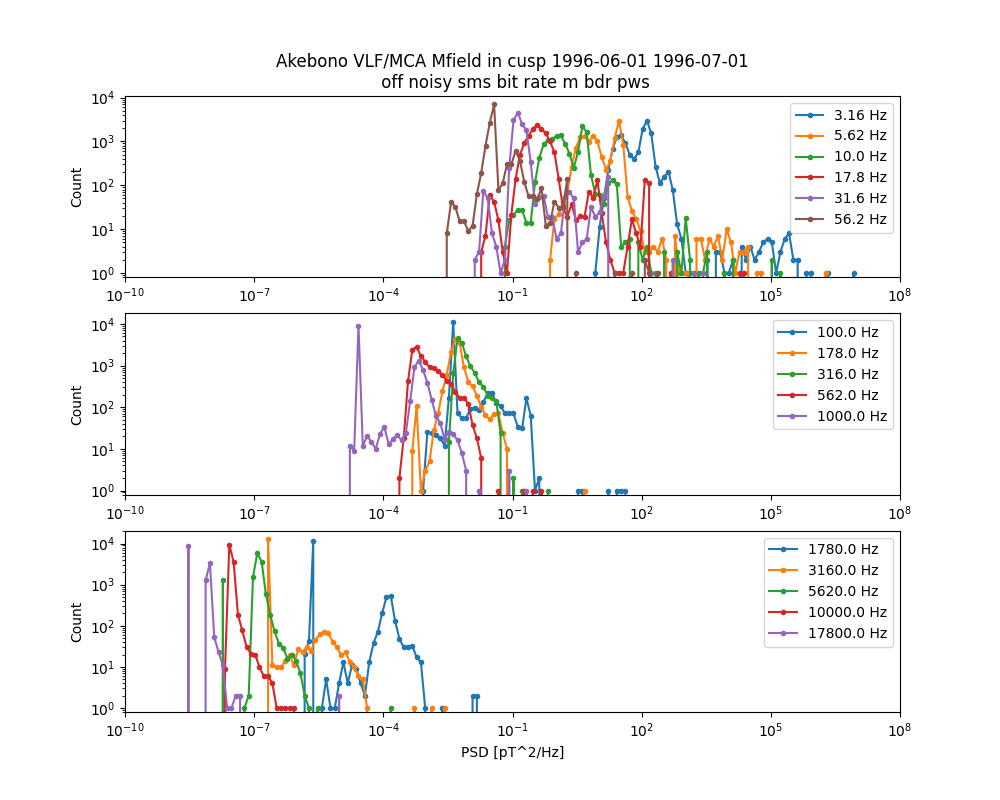 Akebono VLF/MCA Mfield in cusp 1996-06-01 1996-07-01
off noisy sms bit rate m bdr pws
10^4
10^3
10^2
10^1
10^0
Count
3.16 Hz
5.62 Hz
10.0 Hz
17.8 Hz
31.6 Hz
56.2 Hz
10^−10 10^−7 10^−4 10^−1 10^2 10^5 10^8
10^4
10^3
10^2
10^1
10^0
Count
100.0 Hz
178.0 Hz
316.0 Hz
562.0 Hz
1000.0 Hz
10^−10 10^−7 10^−4 10^−1 10^2 10^5 10^8
10^4
10^3
10^2
10^1
10^0
Count
1780.0 Hz
3160.0 Hz
5620.0 Hz
10000.0 Hz
17800.0 Hz
10^−10 10^−7 10^−4 10^−1 10^2 10^5 10^8
PSD [pT^2/Hz]